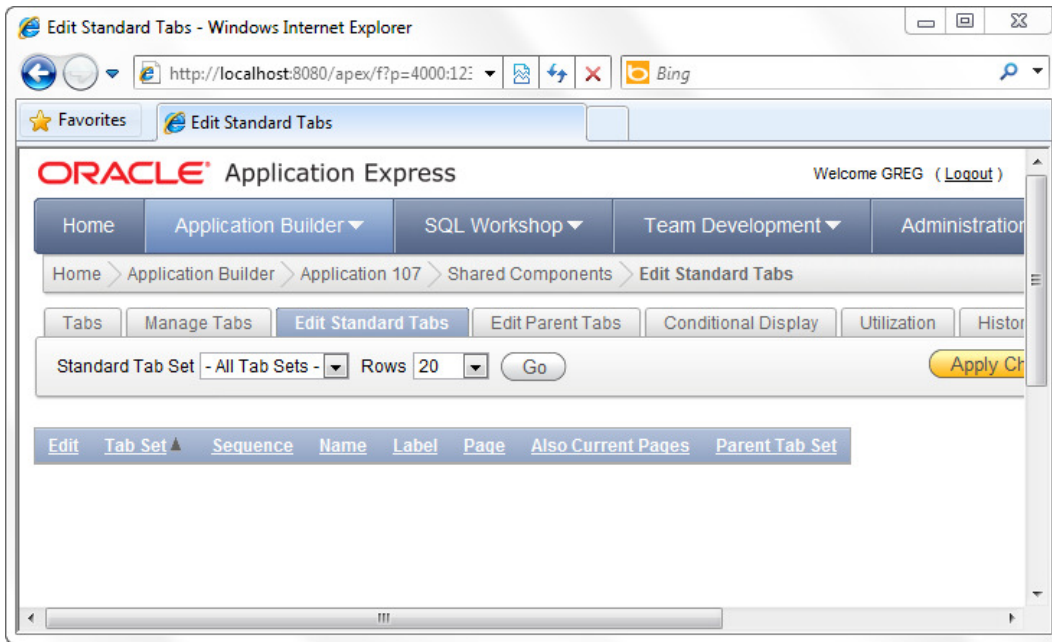 Edit Standard Tabs - Windows Internet Explorer
http://localhost:8080/apex/f?p=4000:123 Bing
Favorites Edit Standard Tabs
ORACLE Application Express Welcome GREG ( Logout )
Home Application Builder SQL Workshop Team Development Administration
Home Application Builder Application 107 Shared Components Edit Standard Tabs
Tabs Manage Tabs Edit Standard Tabs Edit Parent Tabs Conditional Display Utilization Histor
Standard Tab Set - All Tab Sets - Rows 20 Go Apply Ch
Edit Tab Set Sequence Name Label Page Also Current Pages Parent Tab Set